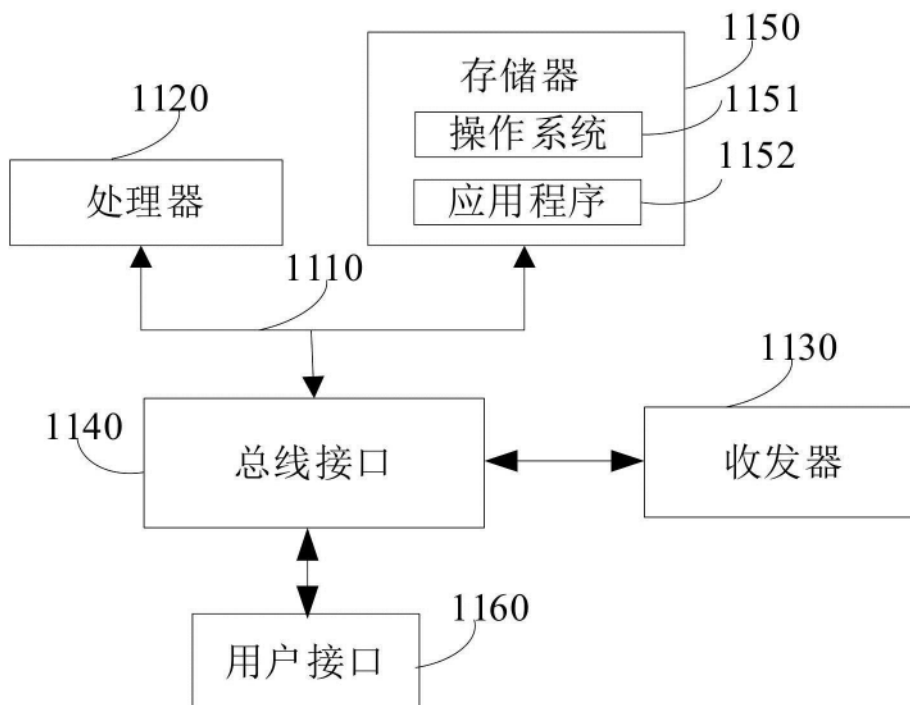 1150
存储器
1120
1151
操作系统
1152
处理器
应用程序
1110
1130
1140
总线接口
收发器
1160
用户接口